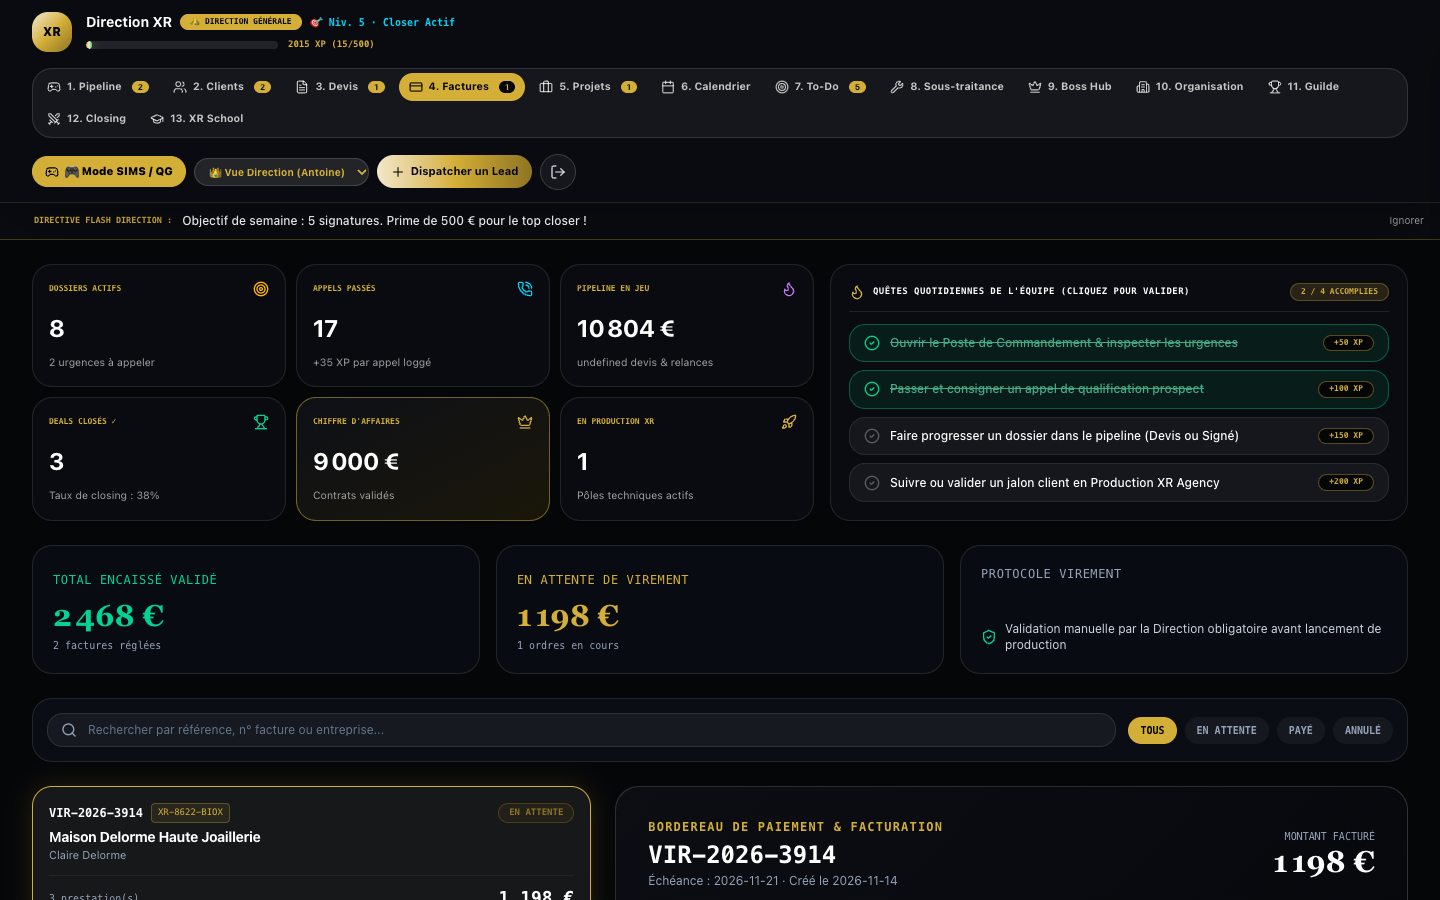 XR
Direction XR
👑 DIRECTION GÉNÉRALE
🎯 Niv. 5 · Closer Actif
2015 XP (15/500)
1. Pipeline 2
2. Clients 2
3. Devis 1
4. Factures 1
5. Projets 1
6. Calendrier
7. To-Do 5
8. Sous-traitance
9. Boss Hub
10. Organisation
11. Guilde
12. Closing
13. XR School
🎮 Mode SIMS / QG
👑 Vue Direction (Antoine)
Dispatcher un Lead
DIRECTIVE FLASH DIRECTION :
Objectif de semaine : 5 signatures. Prime de 500 € pour le top closer !
Ignorer
DOSSIERS ACTIFS
8
2 urgences à appeler
APPELS PASSÉS
17
+35 XP par appel loggé
PIPELINE EN JEU
10 804 €
undefined devis & relances
DEALS CLOSÉS ✓
3
Taux de closing : 38%
CHIFFRE D'AFFAIRES
9 000 €
Contrats validés
EN PRODUCTION XR
1
Pôles techniques actifs
QUÊTES QUOTIDIENNES DE L'ÉQUIPE (CLIQUEZ POUR VALIDER)
2 / 4 ACCOMPLIES
Ouvrir le Poste de Commandement & inspecter les urgences
+50 XP
Passer et consigner un appel de qualification prospect
+100 XP
Faire progresser un dossier dans le pipeline (Devis ou Signé)
+150 XP
Suivre ou valider un jalon client en Production XR Agency
+200 XP
TOTAL ENCAISSÉ VALIDÉ
2 468 €
2 factures réglées
EN ATTENTE DE VIREMENT
1 198 €
1 ordres en cours
PROTOCOLE VIREMENT
Validation manuelle par la Direction obligatoire avant lancement de
production
Rechercher par référence, n° facture ou entreprise...
TOUS
EN ATTENTE
PAYÉ
ANNULÉ
VIR-2026-3914
XR-8622-BIOX
EN ATTENTE
Maison Delorme Haute Joaillerie
Claire Delorme
3 prestation(s)
1 198 €
BORDEREAU DE PAIEMENT & FACTURATION
VIR-2026-3914
Échéance : 2026-11-21 · Créé le 2026-11-14
MONTANT FACTURÉ
1 198 €